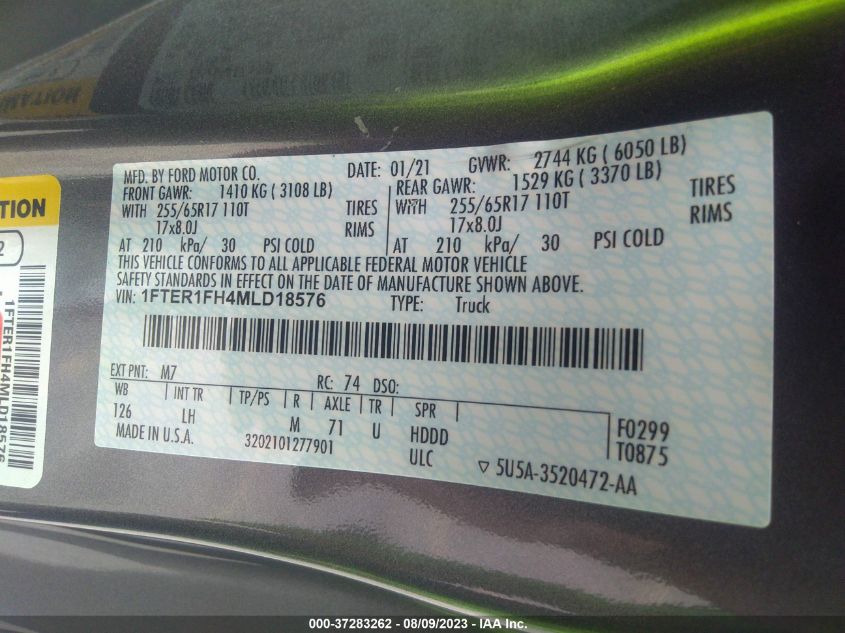 MFD. BY FORD MOTOR CO.
DATE: 01/21 GVWR: 2744 KG ( 6050 LB)
FRONT GAWR: 1410 KG ( 3108 LB)
WITH 255/65R17 110T TIRES
17x8.0J RIMS
AT 210 kPa/ 30 PSI COLD
REAR GAWR: 1529 KG ( 3370 LB)
WITH 255/65R17 110T TIRES
17x8.0J RIMS
AT 210 kPa/ 30 PSI COLD
THIS VEHICLE CONFORMS TO ALL APPLICABLE FEDERAL MOTOR VEHICLE
SAFETY STANDARDS IN EFFECT ON THE DATE OF MANUFACTURE SHOWN ABOVE.
VIN: 1FTER1FH4MLD18576 TYPE: Truck
EXT PNT: M7 RC: 74 DSO:
WB INT TR TP/PS R AXLE TR SPR
126 LH M 71 U HDDD F0299
MADE IN U.S.A. 3202101277901 ULC T0875
5U5A-3520472-AA
TION
2
1FTER1FH4MLD18576
000-37283262 - 08/09/2023 - IAA Inc.